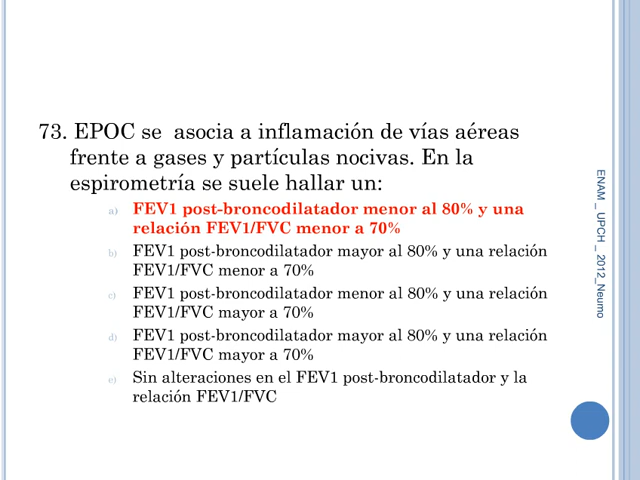 73. EPOC se  asocia a inflamación de vías aéreas
frente a gases y partículas nocivas. En la
espirometría se suele hallar un:
a) FEV1 post-broncodilatador menor al 80% y una
relación FEV1/FVC menor a 70%
b) FEV1 post-broncodilatador mayor al 80% y una relación
FEV1/FVC menor a 70%
c) FEV1 post-broncodilatador menor al 80% y una relación
FEV1/FVC mayor a 70%
d) FEV1 post-broncodilatador mayor al 80% y una relación
FEV1/FVC mayor a 70%
e) Sin alteraciones en el FEV1 post-broncodilatador y la
relación FEV1/FVC
ENAM _ UPCH _ 2012_Neumo